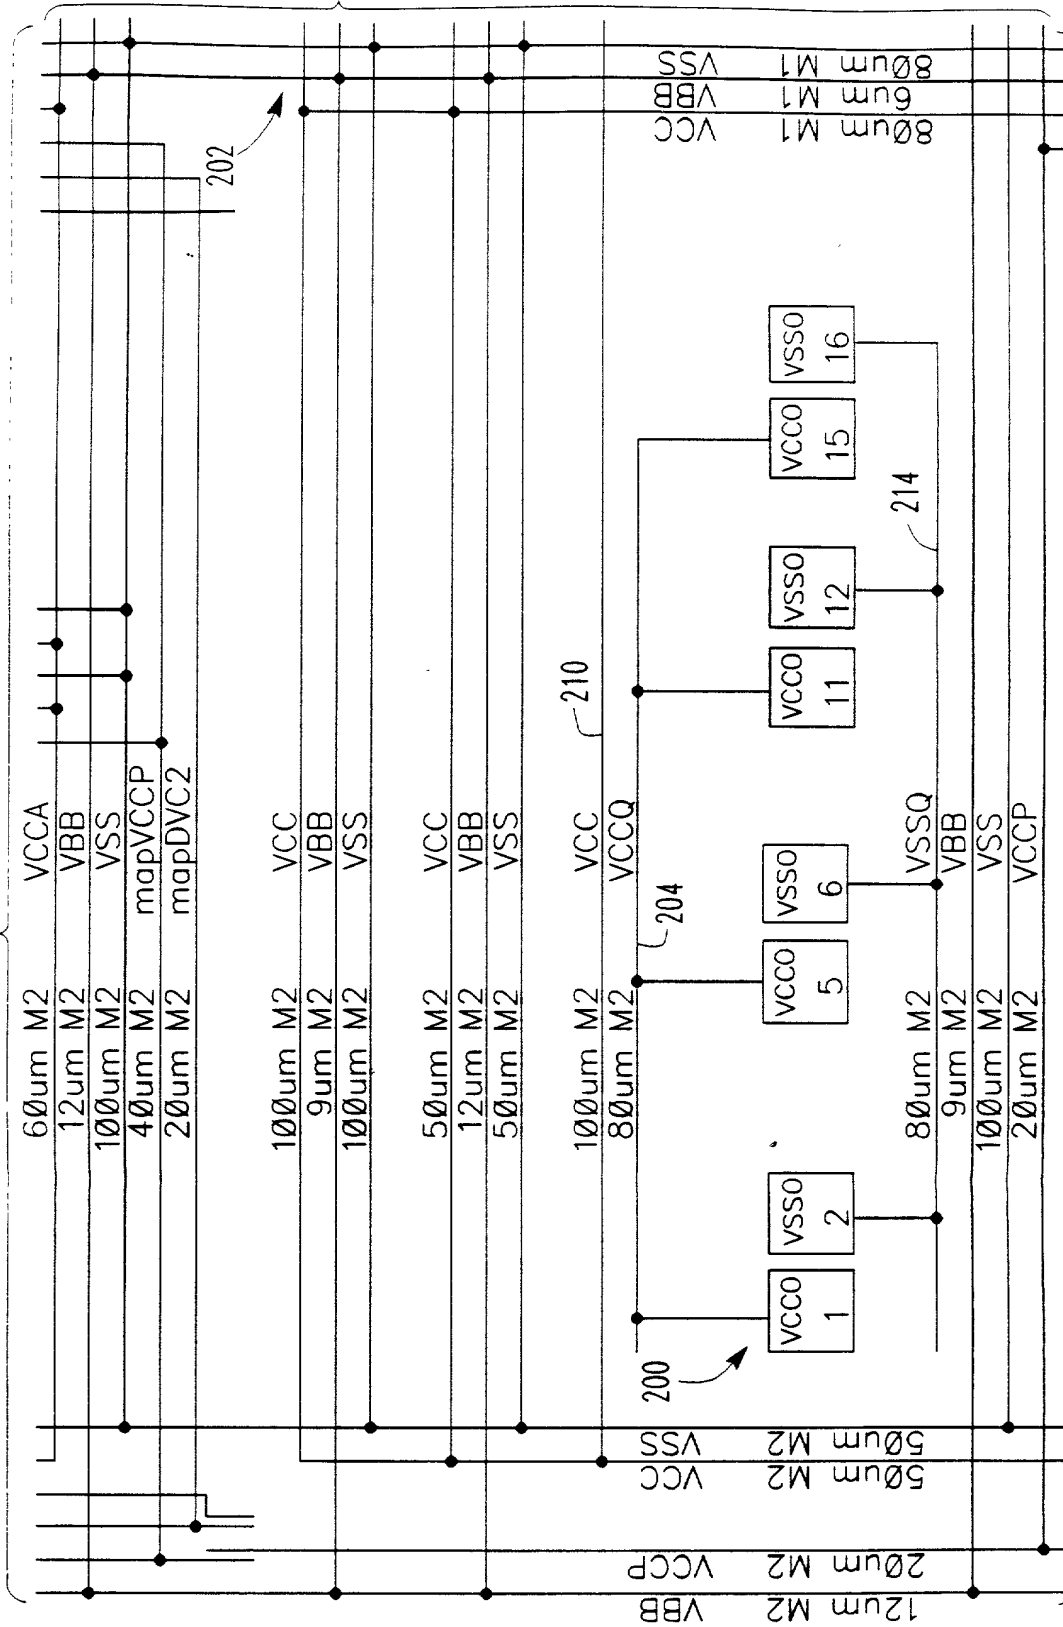 60um M2 VCCA
12um M2 VBB
100um M2 VSS
40um M2 mapVCCP
20um M2 mapDVC2
100um M2 VCC
9um M2 VBB
100um M2 VSS
50um M2 VCC
12um M2 VBB
50um M2 VSS
100um M2 VCC
80um M2 VCCQ
204
210
202
200
VCCO 1
VSSO 2
VCCO 5
VSSO 6
VCCO 11
VSSO 12
VCCO 15
VSSO 16
214
80um M2 VSSQ
9um M2 VBB
100um M2 VSS
20um M2 VCCP
80um M1 VSS
6um M1 VBB
80um M1 VCC
50um M2 VSS
50um M2 VCC
20um M2 VCCP
12um M2 VBB